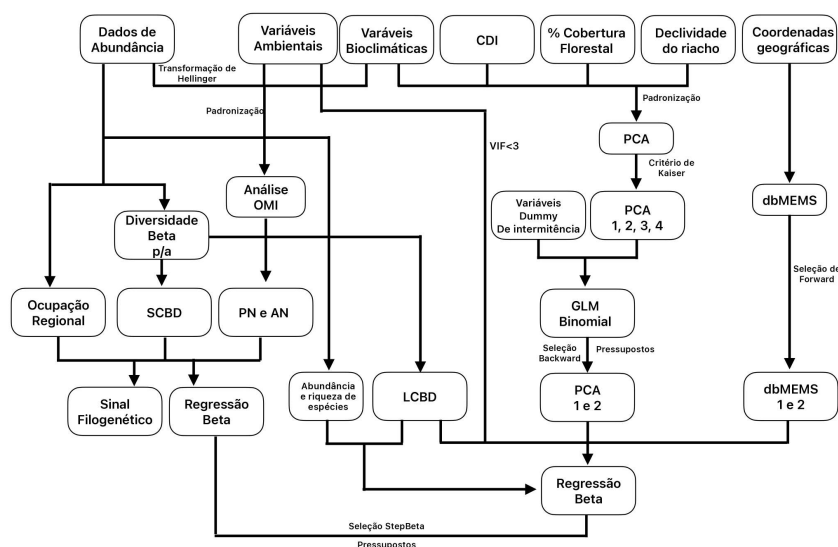 Dados de
Abundância
Variáveis
Ambientais
Varáveis
Bioclimáticas
CDI
% Cobertura
Florestal
Declividade
do riacho
Coordenadas
geográficas
Transformação de
Hellinger
Padronização
Padronização
VIF<3
PCA
Critério de
Kaiser
Análise
OMI
Variáveis
Dummy
De intermitência
PCA
1, 2, 3, 4
dbMEMS
Diversidade
Beta
p/a
Seleção de
Forward
Ocupação
Regional
SCBD
PN e AN
GLM
Binomial
Seleção
Backward
Pressupostos
Sinal
Filogenético
Regressão
Beta
Abundância
e riqueza de
espécies
LCBD
PCA
1 e 2
dbMEMS
1 e 2
Regressão
Beta
Seleção StepBeta
Pressupostos